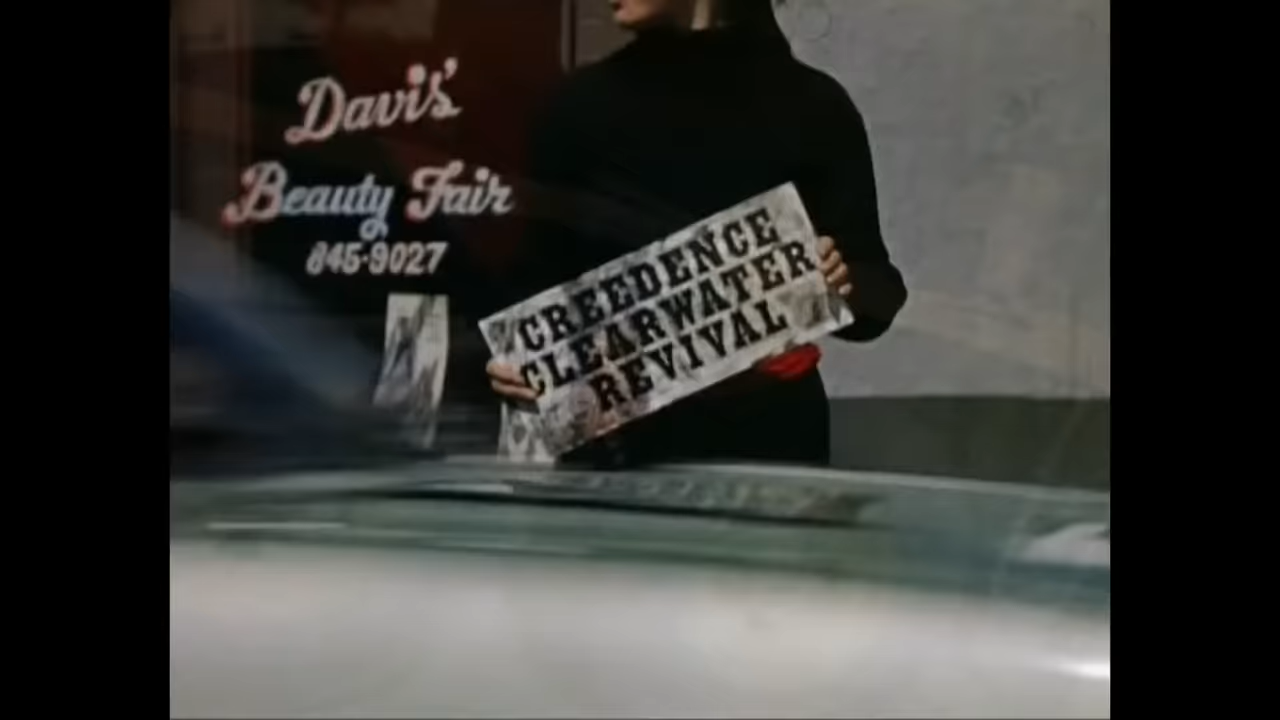 Davis'
Beauty Fair
845-9027
CREEDENCE
CLEARWATER
REVIVAL